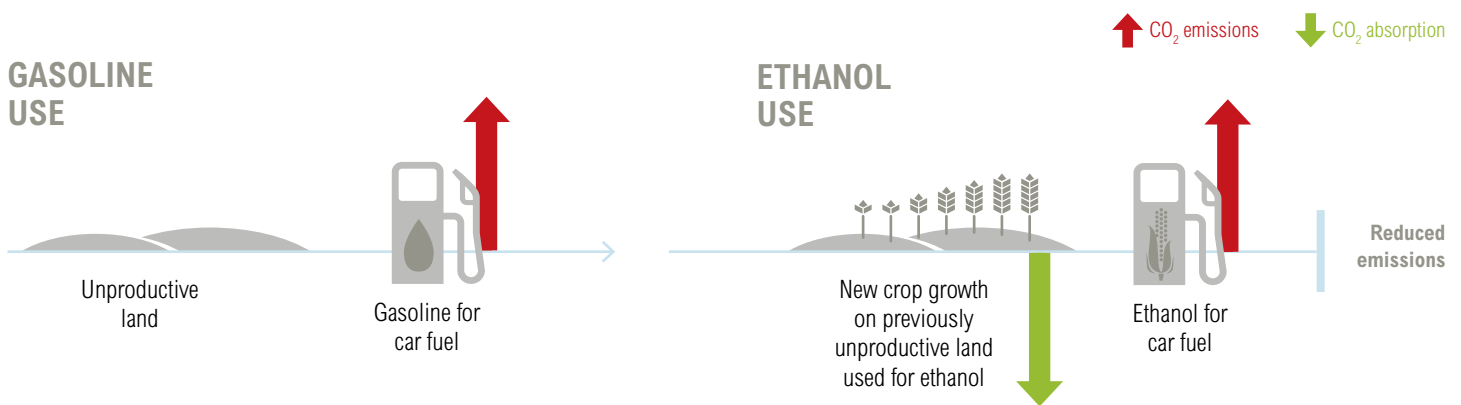 CO₂ emissions
CO₂ absorption
GASOLINE
USE
Unproductive
land
Gasoline for
car fuel
ETHANOL
USE
New crop growth
on previously
unproductive land
used for ethanol
Ethanol for
car fuel
Reduced
emissions